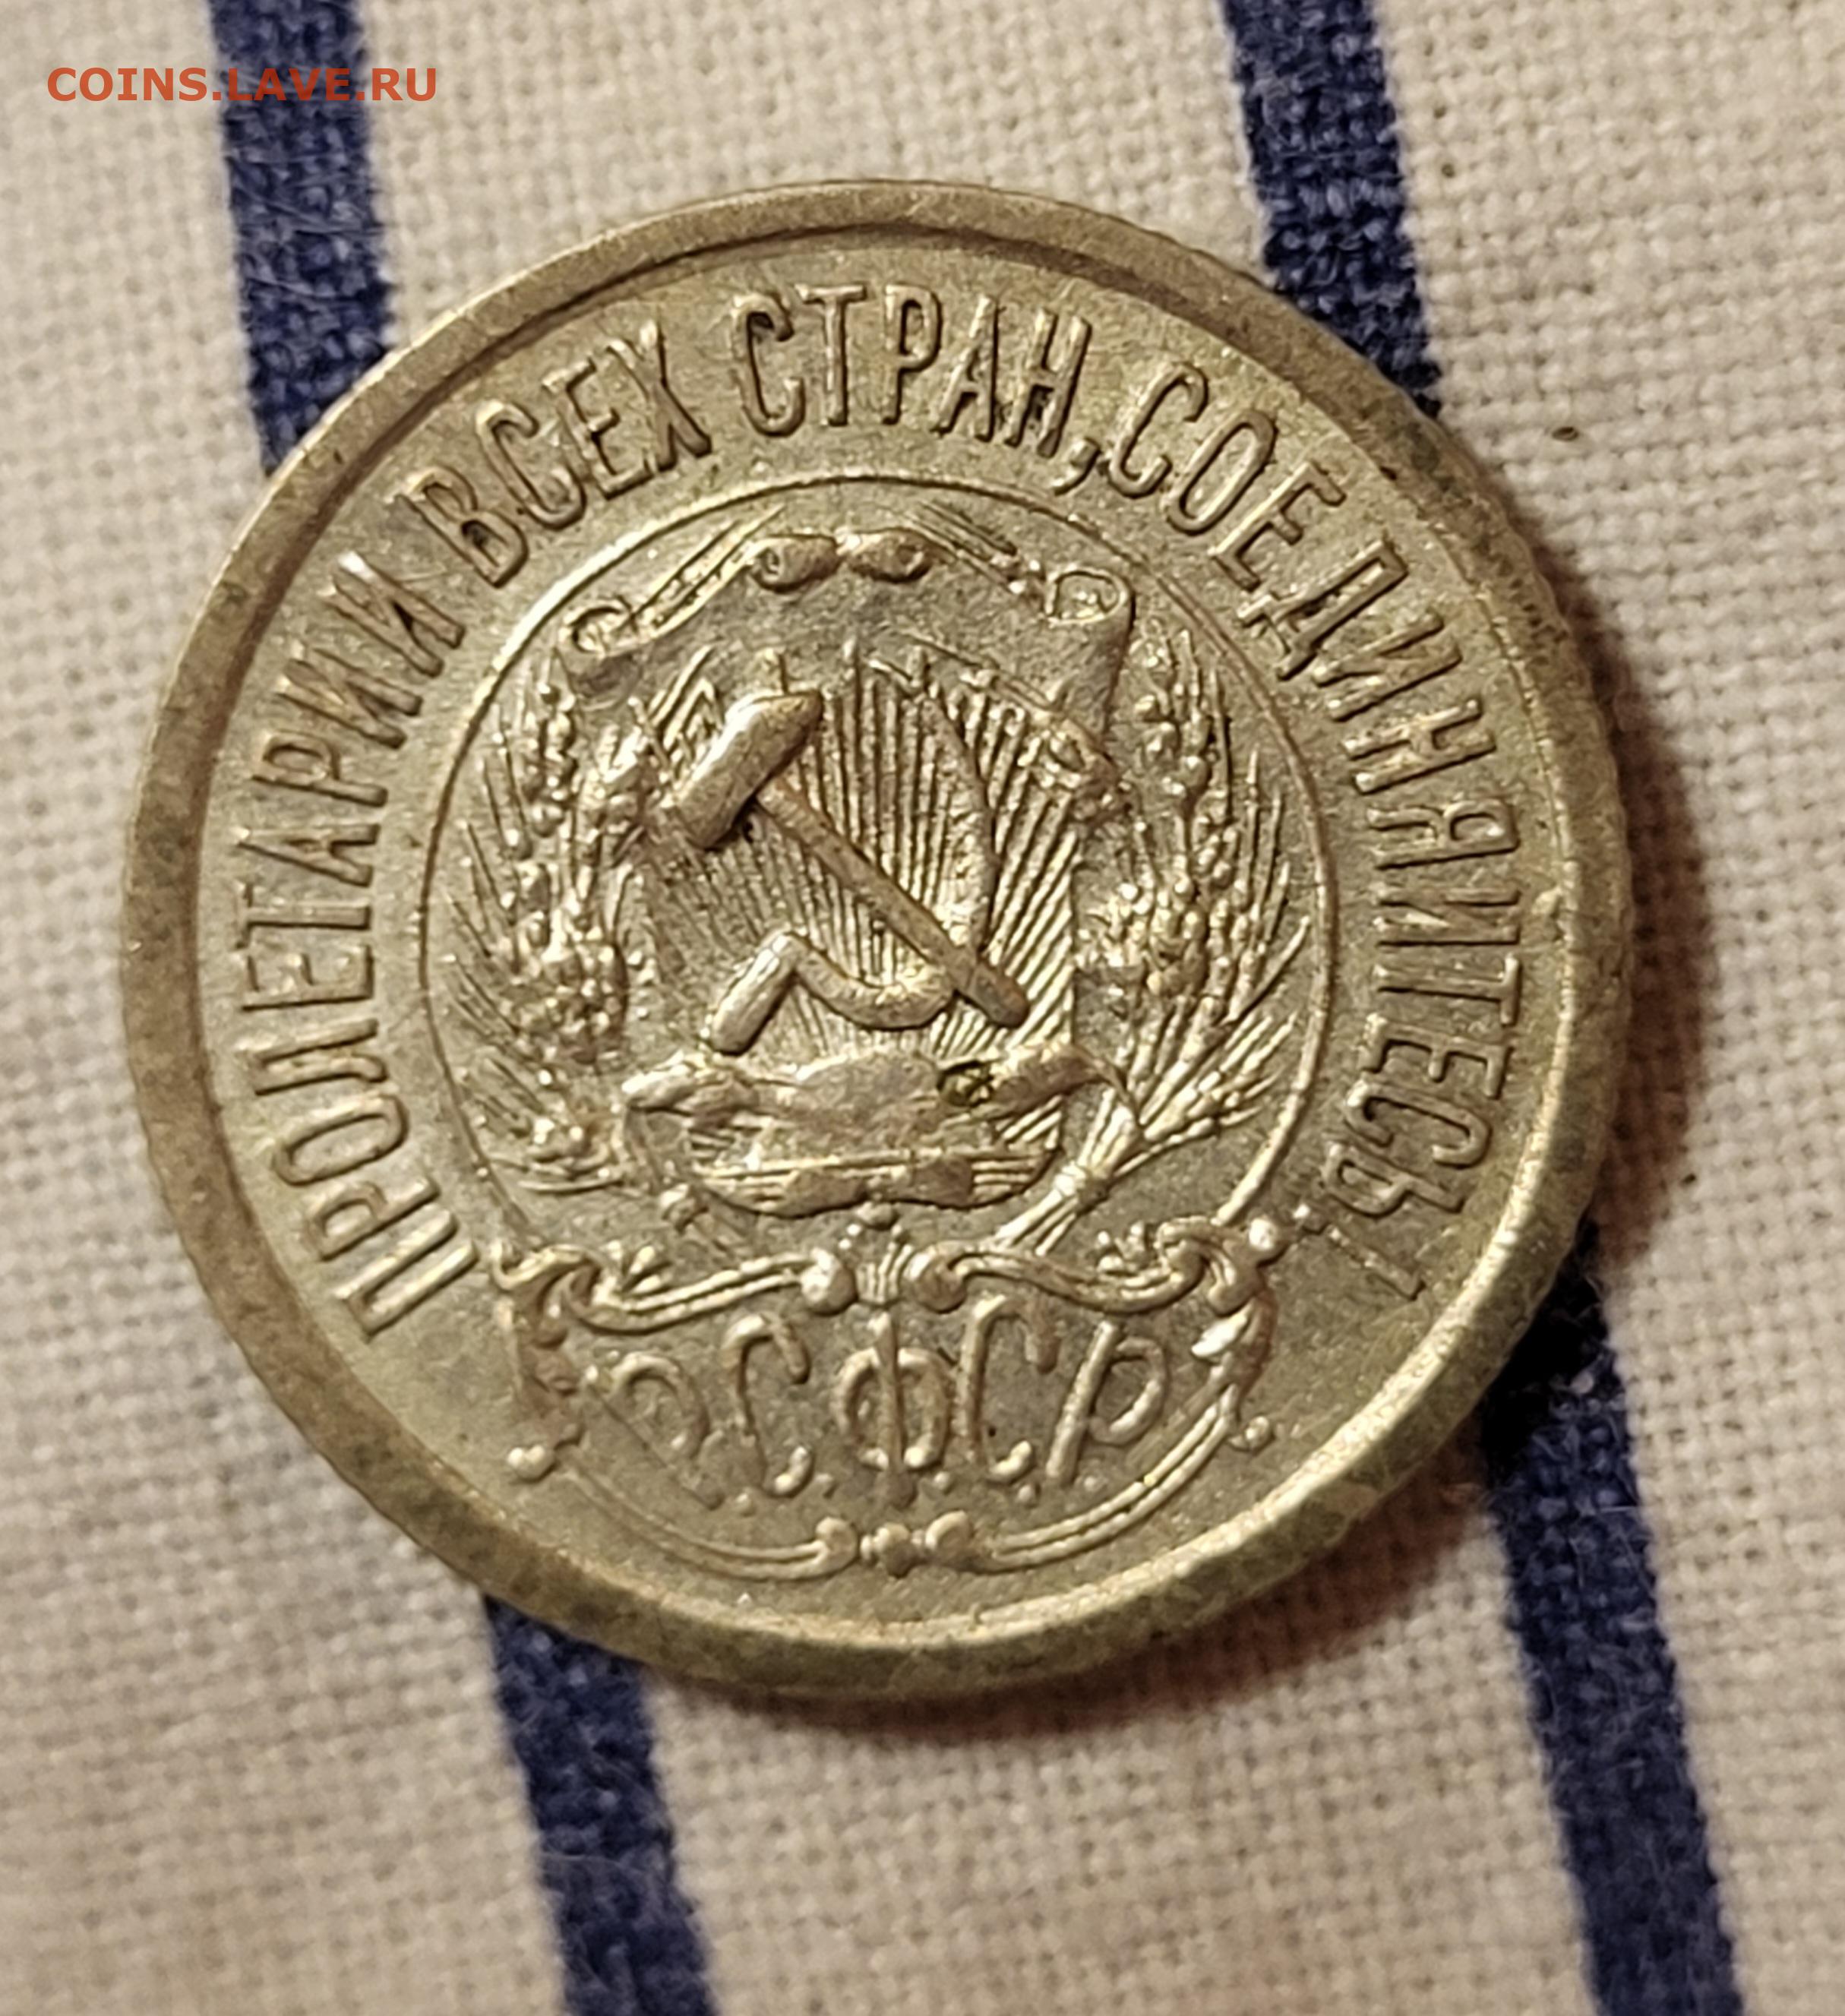 COINS.LAVE.RU
ПРОЛЕТАРИИ ВСЕХ СТРАН, СОЕДИНЯЙТЕСЬ!
Р.С.Ф.С.Р.